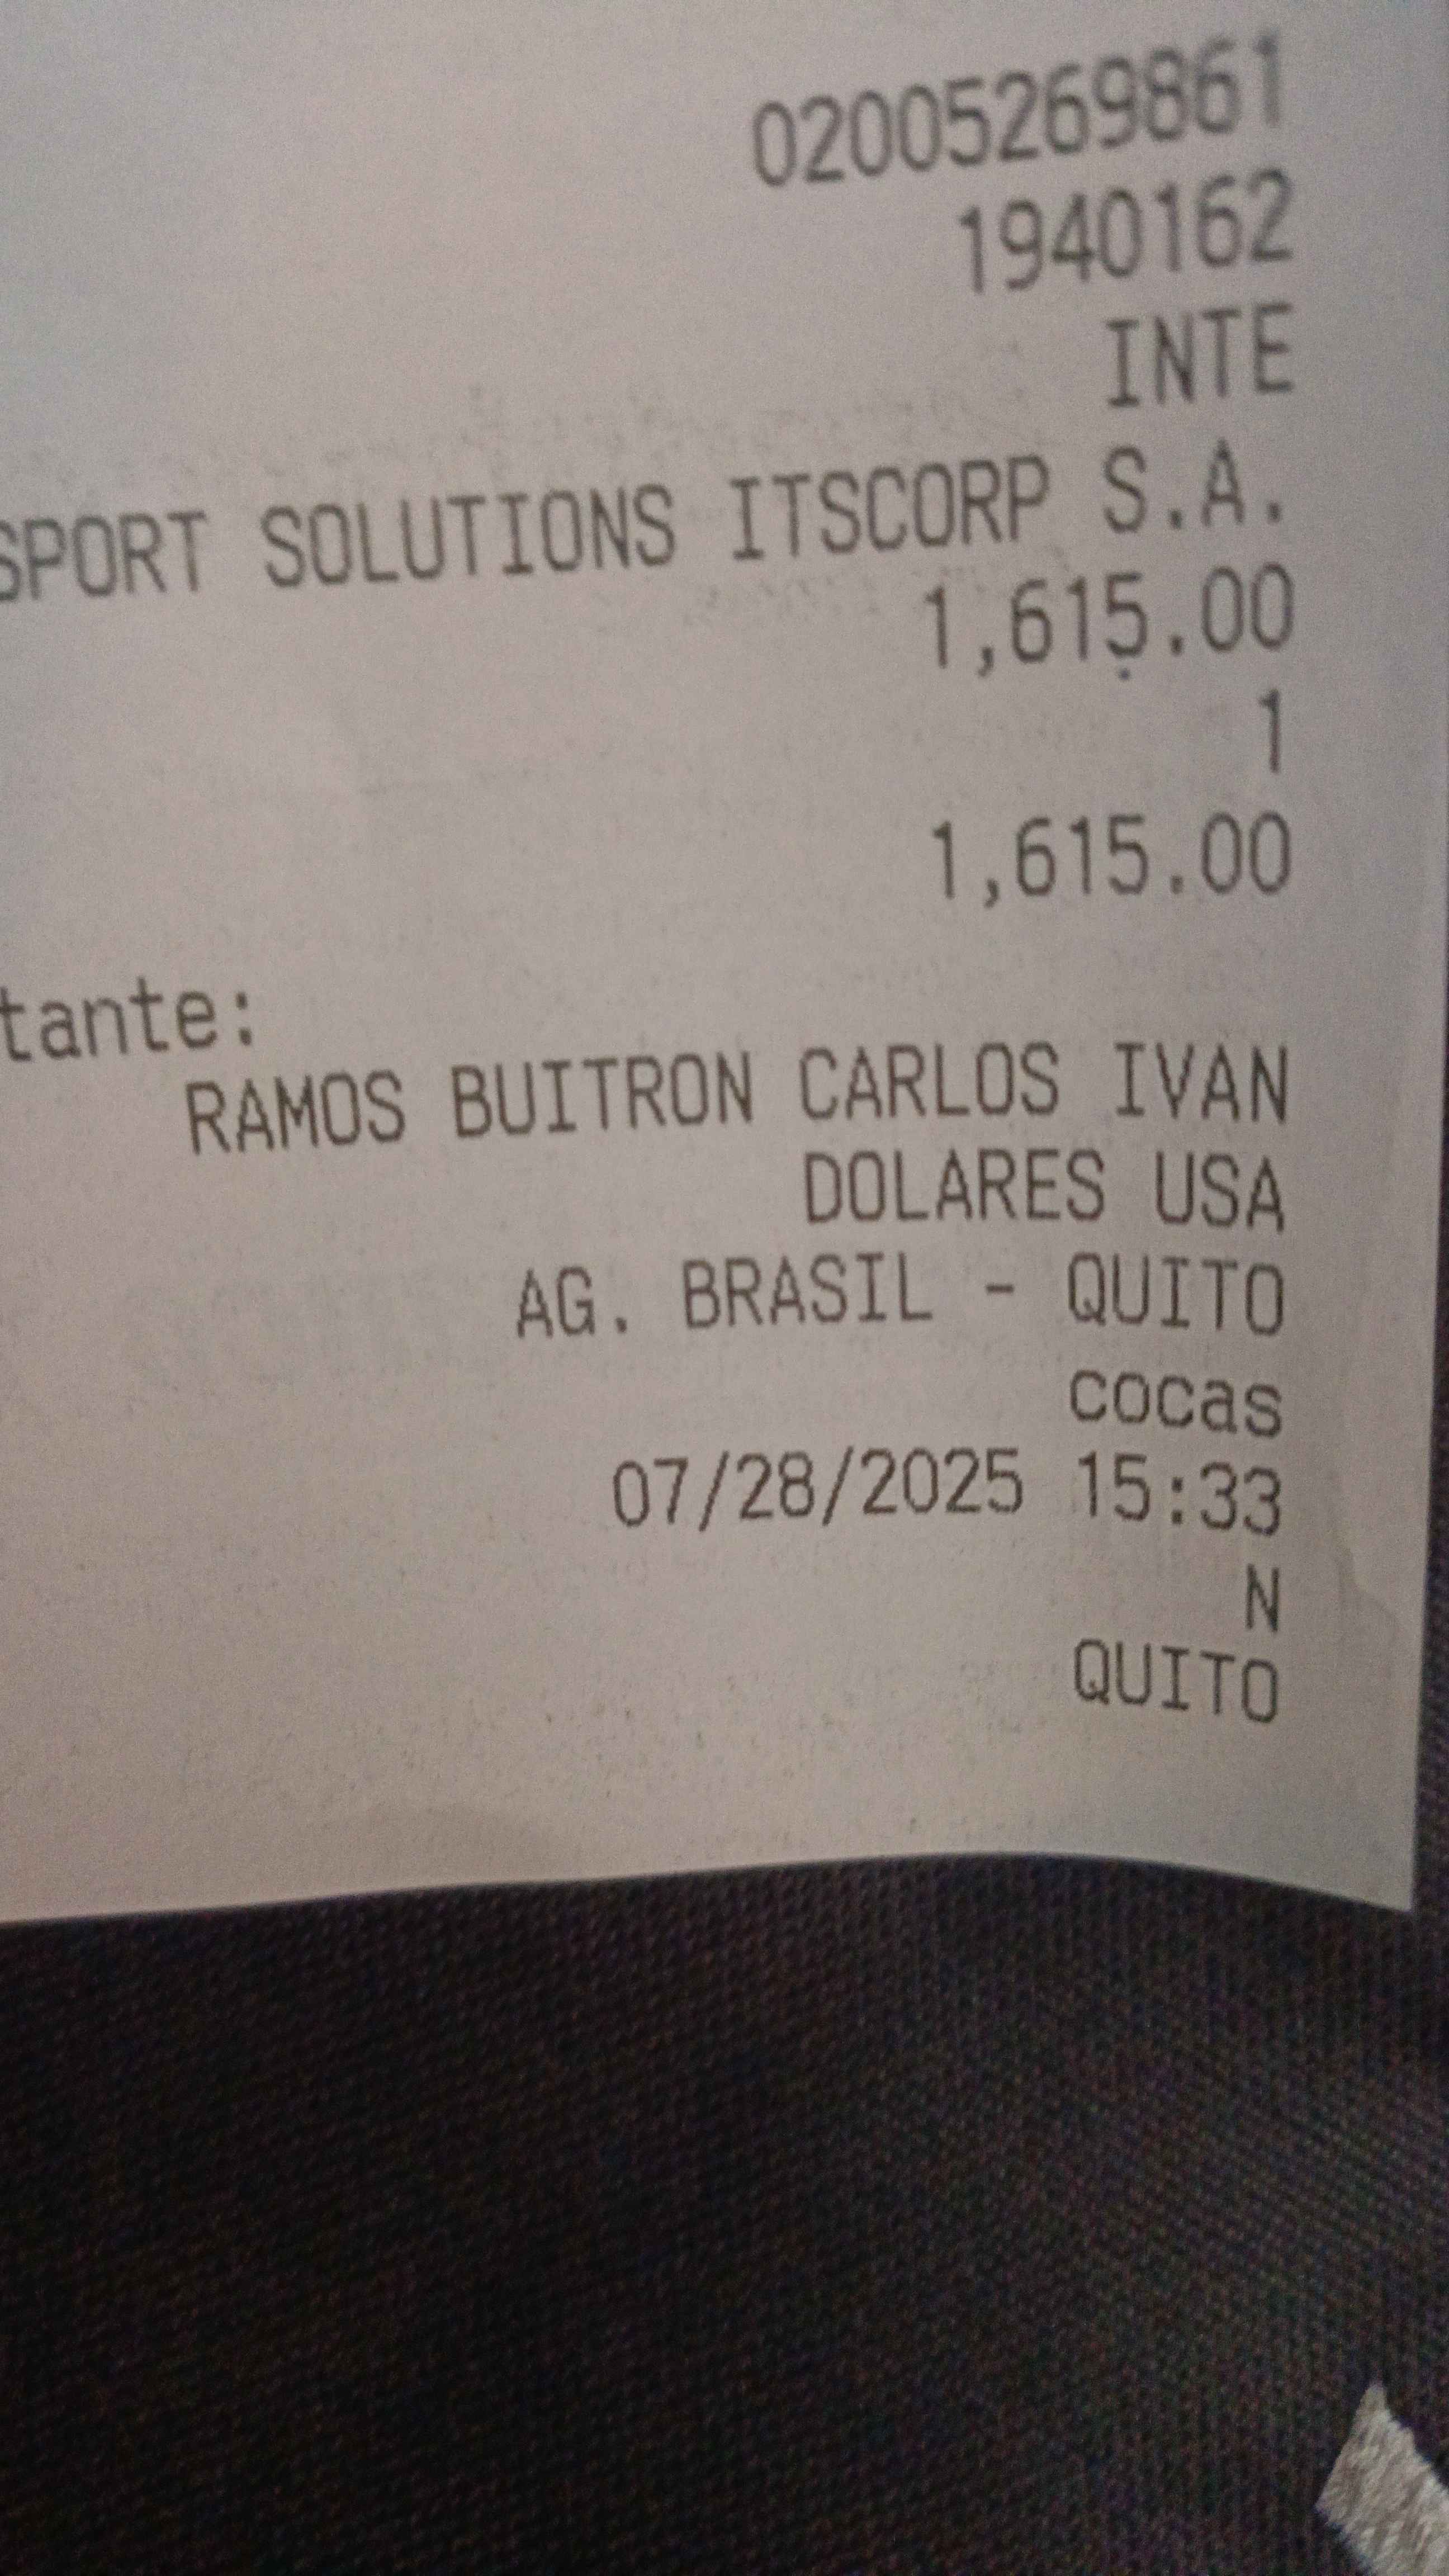 02005269861
1940162
INTE
SPORT SOLUTIONS ITSCORP S.A.
1,615.00
1
1,615.00
tante:
RAMOS BUITRON CARLOS IVAN
DOLARES USA
AG. BRASIL - QUITO
cocas
07/28/2025 15:33
N
QUITO